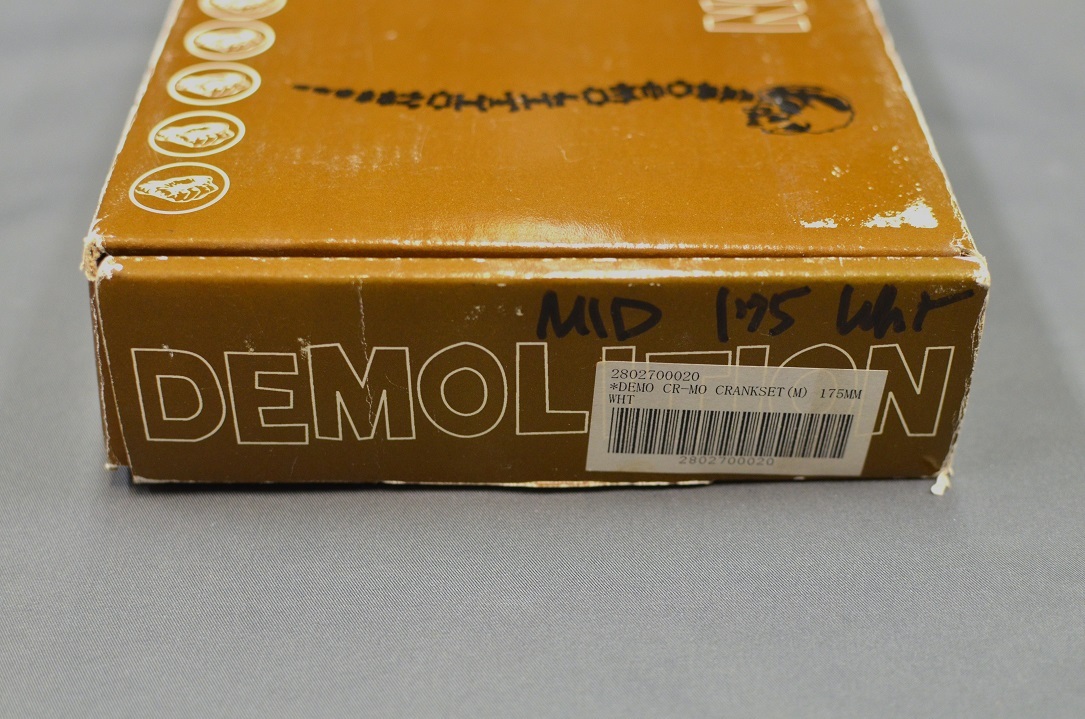 MID 175 Wht
DEMOLITION
2802700020
*DEMO CR-MO CRANKSET(M) 175MM
WHT
2802700020